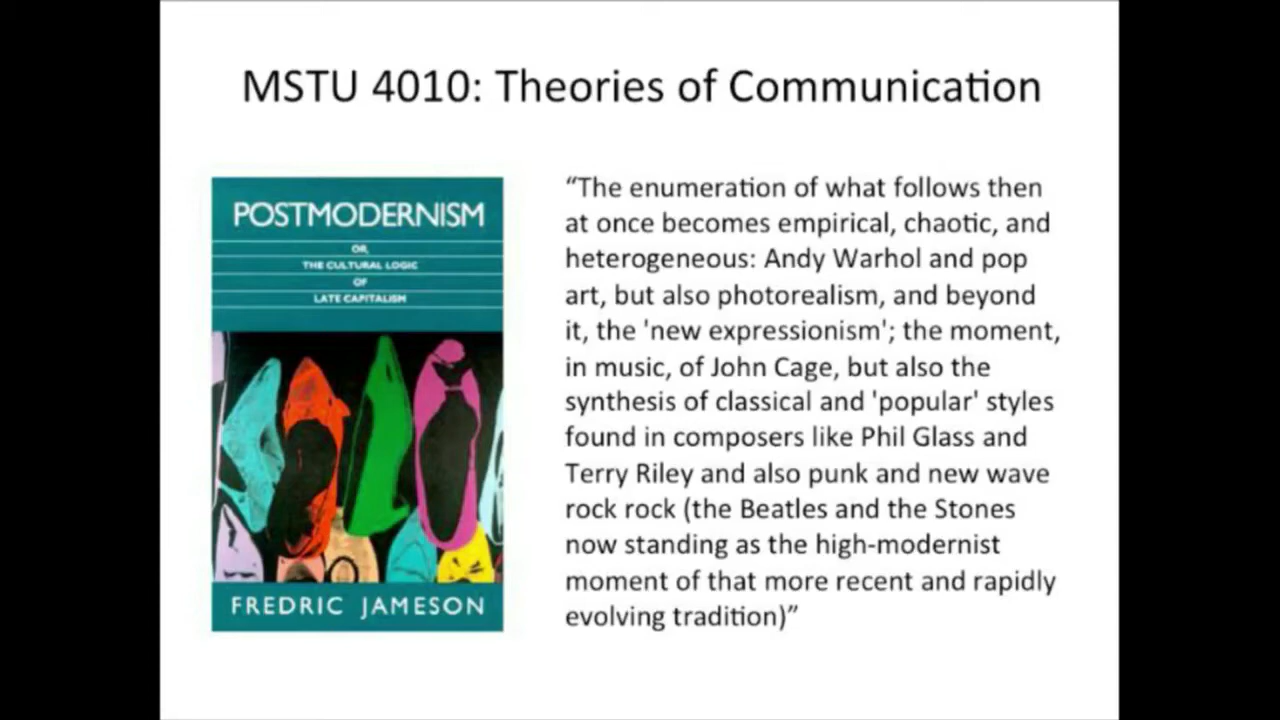 MSTU 4010: Theories of Communication
POSTMODERNISM
OR,
THE CULTURAL LOGIC
OF
LATE CAPITALISM
FREDRIC JAMESON
“The enumeration of what follows then
at once becomes empirical, chaotic, and
heterogeneous: Andy Warhol and pop
art, but also photorealism, and beyond
it, the 'new expressionism'; the moment,
in music, of John Cage, but also the
synthesis of classical and 'popular' styles
found in composers like Phil Glass and
Terry Riley and also punk and new wave
rock rock (the Beatles and the Stones
now standing as the high-modernist
moment of that more recent and rapidly
evolving tradition)”